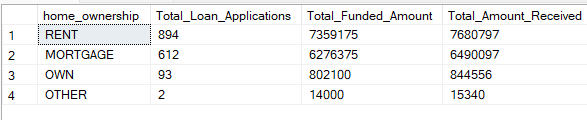 home_ownership Total_Loan_Applications Total_Funded_Amount Total_Amount_Received
1 RENT 894 7359175 7680797
2 MORTGAGE 612 6276375 6490097
3 OWN 93 802100 844556
4 OTHER 2 14000 15340